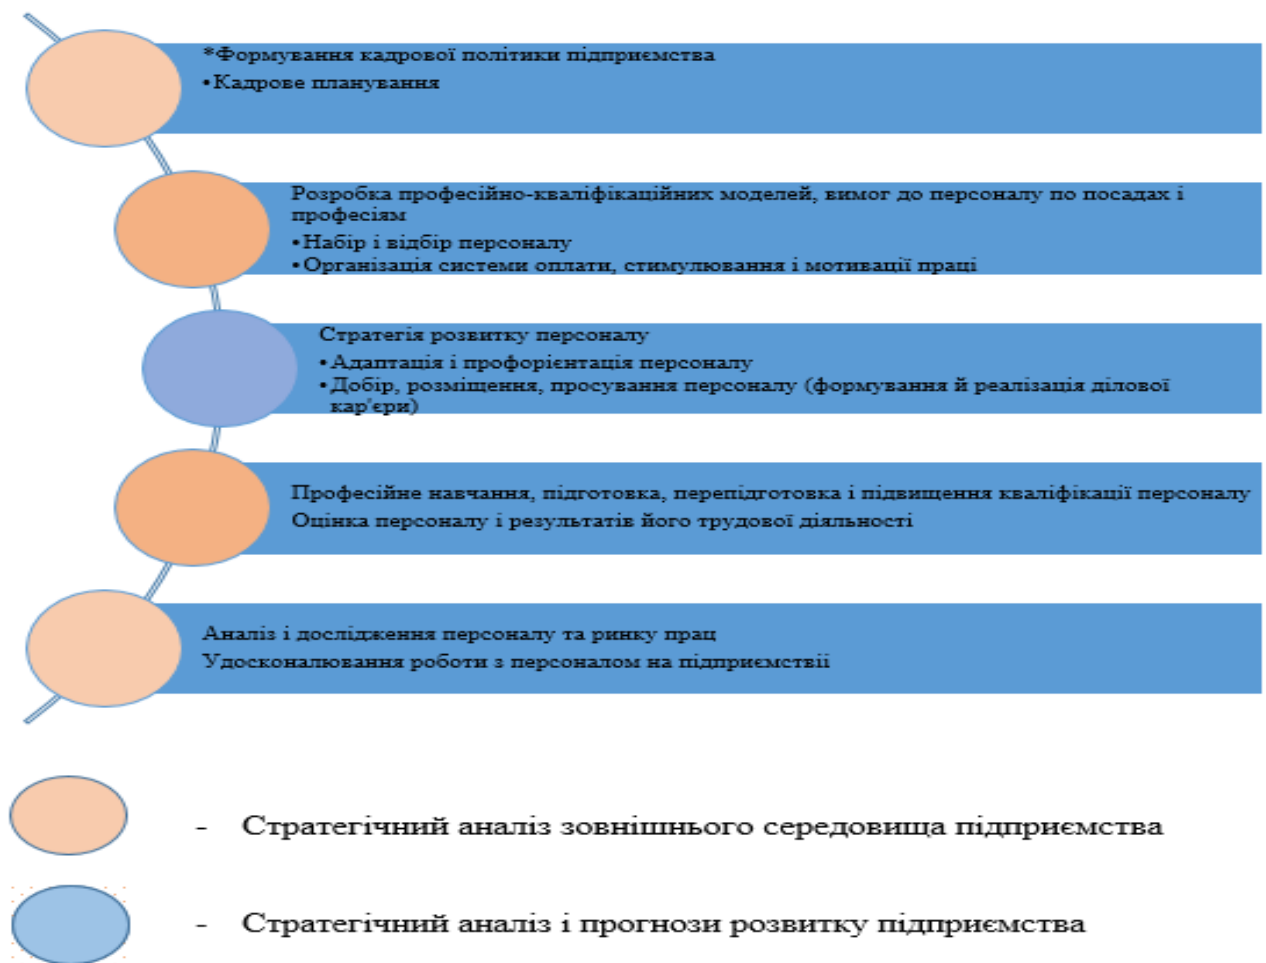 *Формування кадрової політики підприємства
•Кадрове планування
Розробка професійно-кваліфікаційних моделей, вимог до персоналу по посадах і
професіям
•Набір і відбір персоналу
•Організація системи оплати, стимулювання і мотивації праці
Стратегія розвитку персоналу
•Адаптація і профорієнтація персоналу
•Добір, розміщення, просування персоналу (формування й реалізація ділової
кар'єри)
Професійне навчання, підготовка, перепідготовка і підвищення кваліфікації персоналу
Оцінка персоналу і результатів його трудової діяльності
Аналіз і дослідження персоналу та ринку прац
Удосконалювання роботи з персоналом на підприємствіі
- Стратегічний аналіз зовнішнього середовища підприємства
- Стратегічний аналіз і прогнози розвитку підприємства